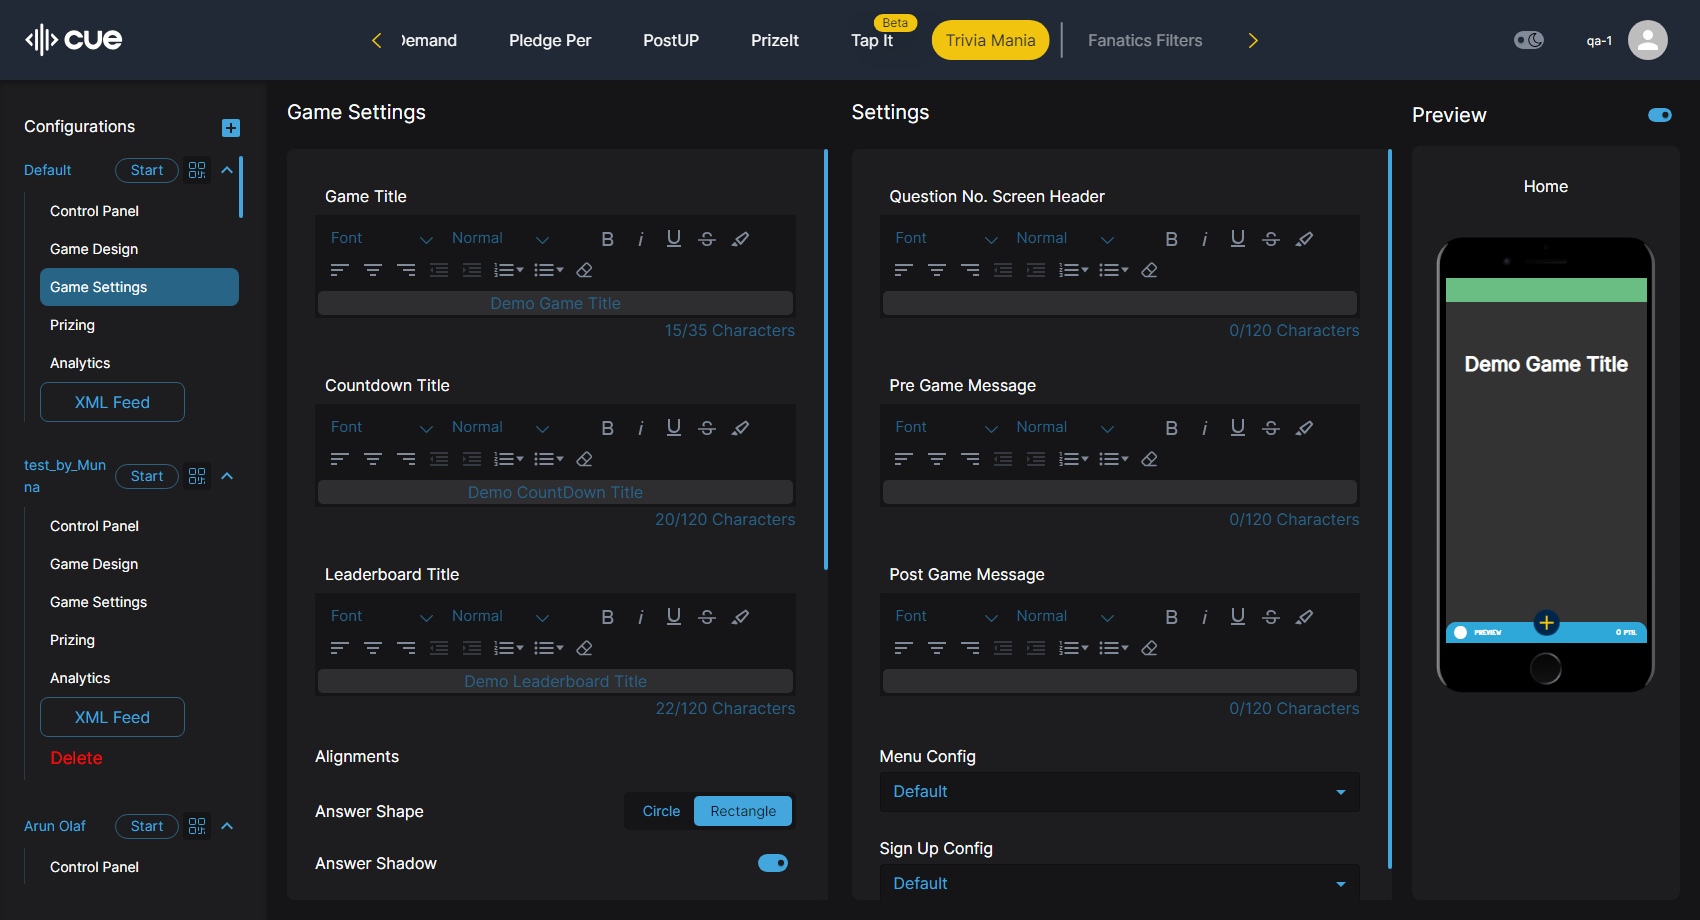 cue
Demand
Pledge Per
PostUP
PrizeIt
Tap It
Beta
Trivia Mania
Fanatics Filters
qa-1
Configurations
Default
Start
Control Panel
Game Design
Game Settings
Prizing
Analytics
XML Feed
test_by_Mun
na
Start
Control Panel
Game Design
Game Settings
Prizing
Analytics
XML Feed
Delete
Arun Olaf
Start
Control Panel
Game Settings
Game Title
Font
Normal
Demo Game Title
15/35 Characters
Countdown Title
Font
Normal
Demo CountDown Title
20/120 Characters
Leaderboard Title
Font
Normal
Demo Leaderboard Title
22/120 Characters
Alignments
Answer Shape
Circle
Rectangle
Answer Shadow
Settings
Question No. Screen Header
Font
Normal
0/120 Characters
Pre Game Message
Font
Normal
0/120 Characters
Post Game Message
Font
Normal
0/120 Characters
Menu Config
Default
Sign Up Config
Default
Preview
Home
Demo Game Title
PREVIEW
0 PTS.